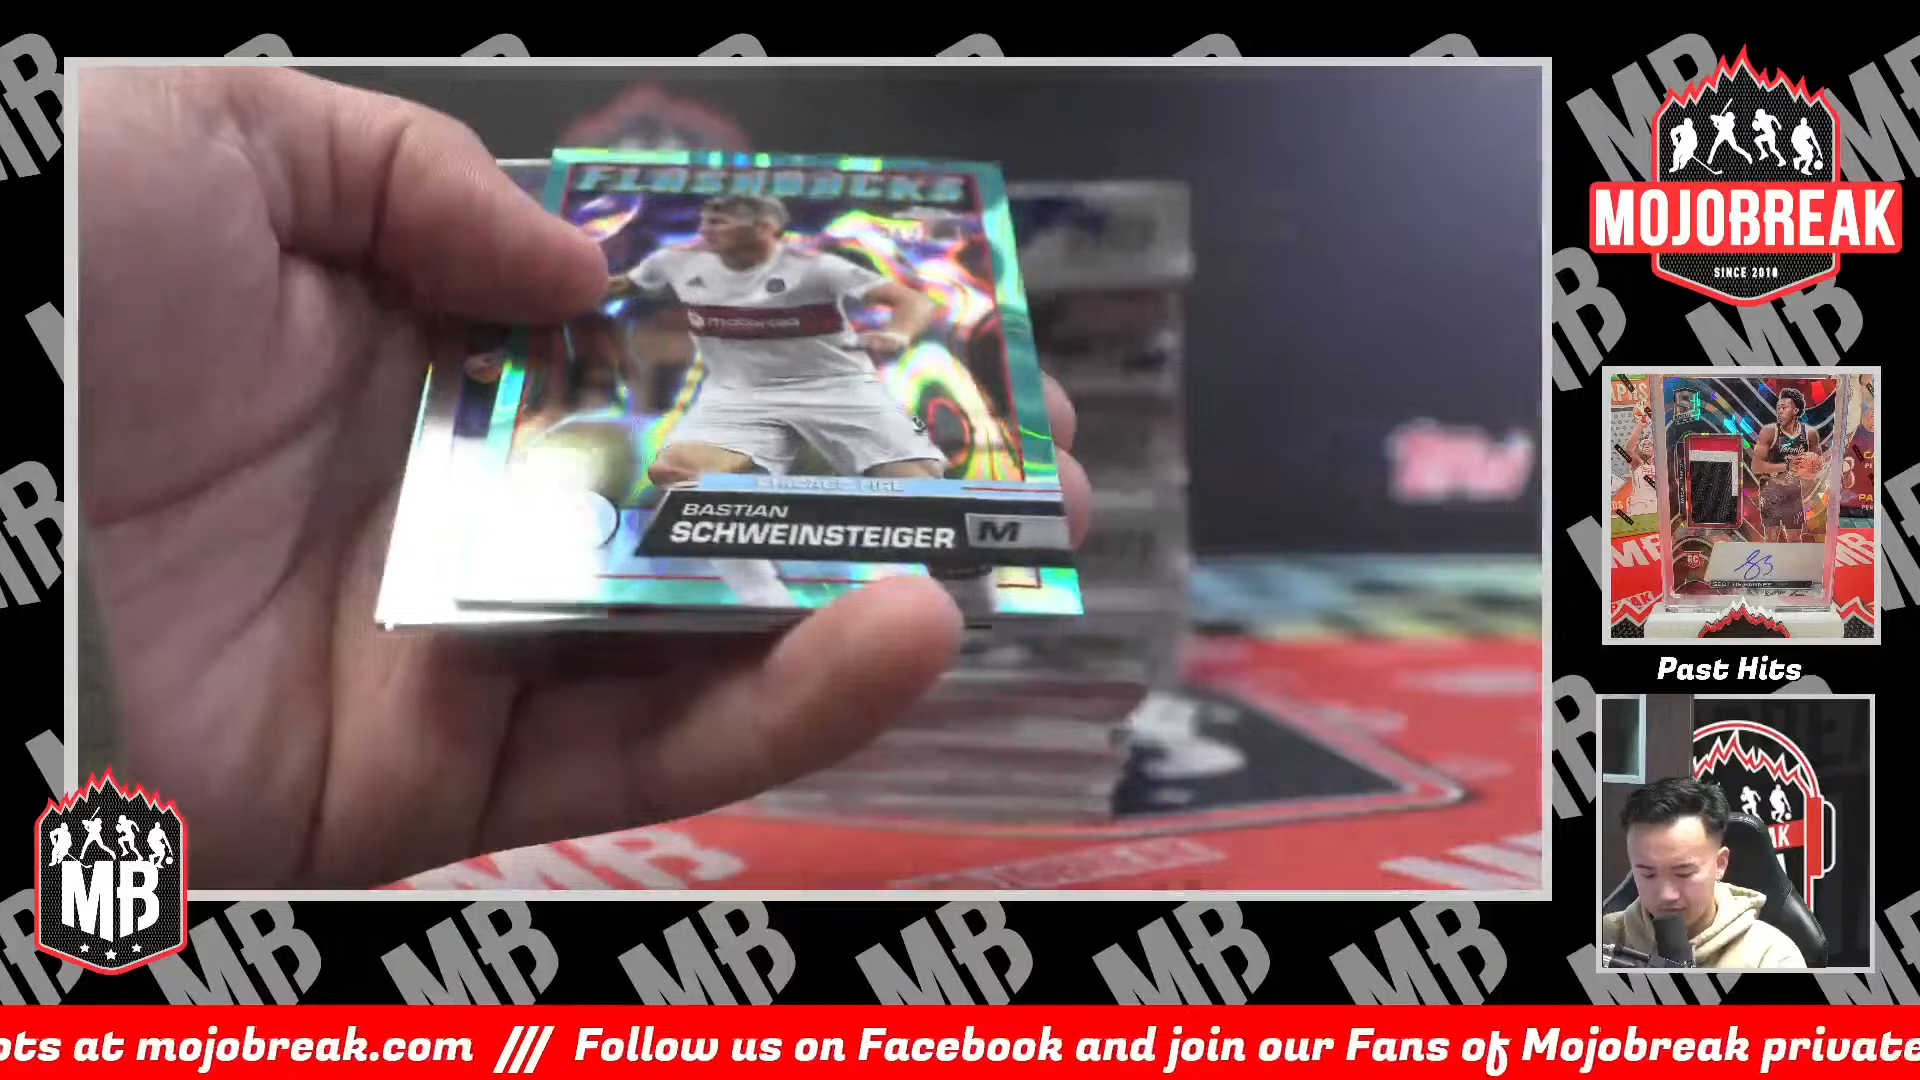 FLASHBACKS
CHICAGO FIRE
BASTIAN
SCHWEINSTEIGER M
MOJOBREAK
SINCE 2010
Past Hits
MB
ots at mojobreak.com /// Follow us on Facebook and join our Fans of Mojobreak private